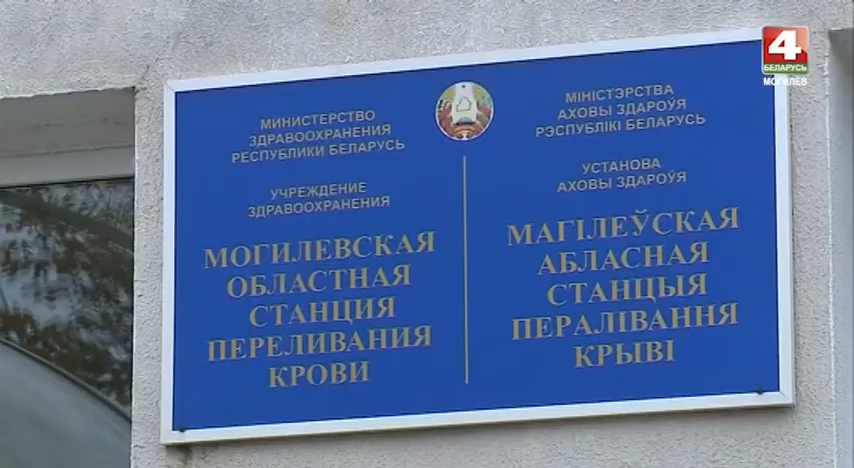 МИНИСТЕРСТВО
ЗДРАВООХРАНЕНИЯ
РЕСПУБЛИКИ БЕЛАРУСЬ
УЧРЕЖДЕНИЕ
ЗДРАВООХРАНЕНИЯ
МОГИЛЕВСКАЯ
ОБЛАСТНАЯ
СТАНЦИЯ
ПЕРЕЛИВАНИЯ
КРОВИ
МІНІСТЭРСТВА
АХОВЫ ЗДАРОЎЯ
РЭСПУБЛІКІ БЕЛАРУСЬ
УСТАНОВА
АХОВЫ ЗДАРОЎЯ
МАГІЛЕЎСКАЯ
АБЛАСНАЯ
СТАНЦЫЯ
ПЕРАЛІВАННЯ
КРЫВІ
4
БЕЛАРУСЬ
МОГИЛЕВ